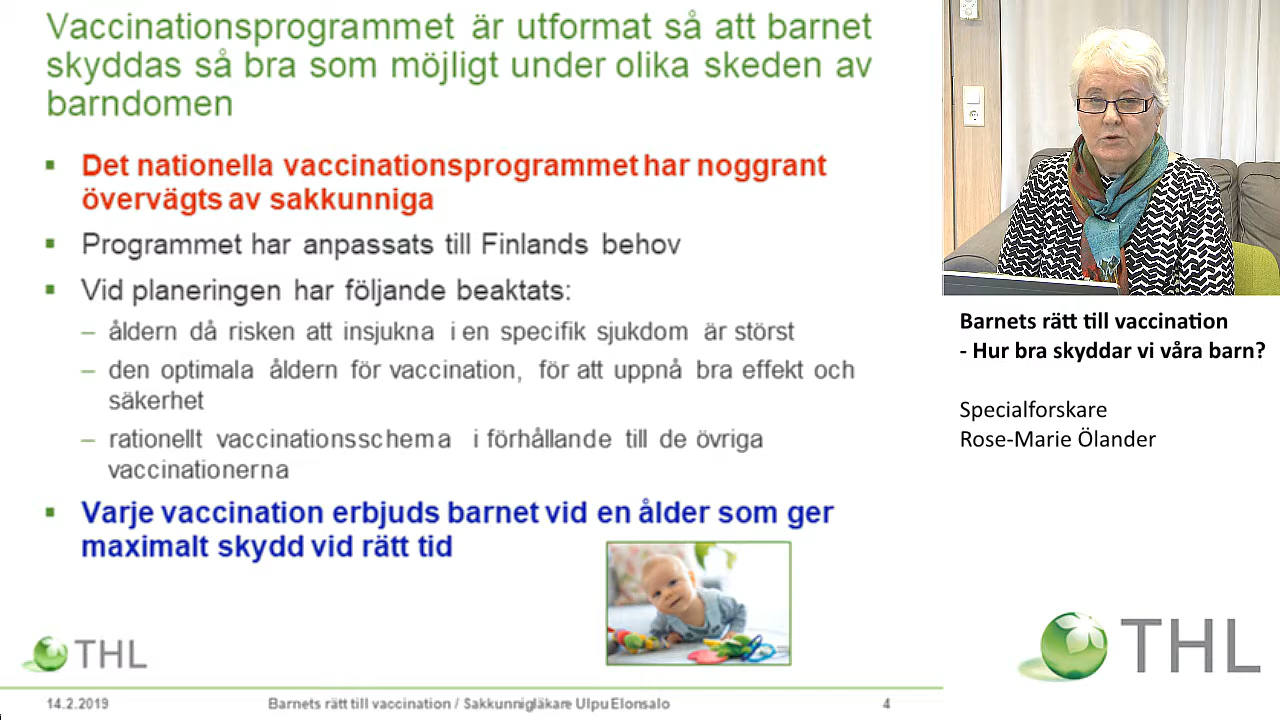 Vaccinationsprogrammet är utformat så att barnet
skyddas så bra som möjligt under olika skeden av
barndomen
Det nationella vaccinationsprogrammet har noggrant
övervägts av sakkunniga
Programmet har anpassats till Finlands behov
Vid planeringen har följande beaktats:
– åldern då risken att insjukna i en specifik sjukdom är störst
– den optimala åldern för vaccination, för att uppnå bra effekt och
säkerhet
– rationellt vaccinationsschema i förhållande till de övriga
vaccinationerna
Varje vaccination erbjuds barnet vid en ålder som ger
maximalt skydd vid rätt tid
THL
14.2.2019
Barnets rätt till vaccination / Sakkunnigläkare Ulpu Elonsalo
4
Barnets rätt till vaccination
- Hur bra skyddar vi våra barn?
Specialforskare
Rose-Marie Ölander
THL